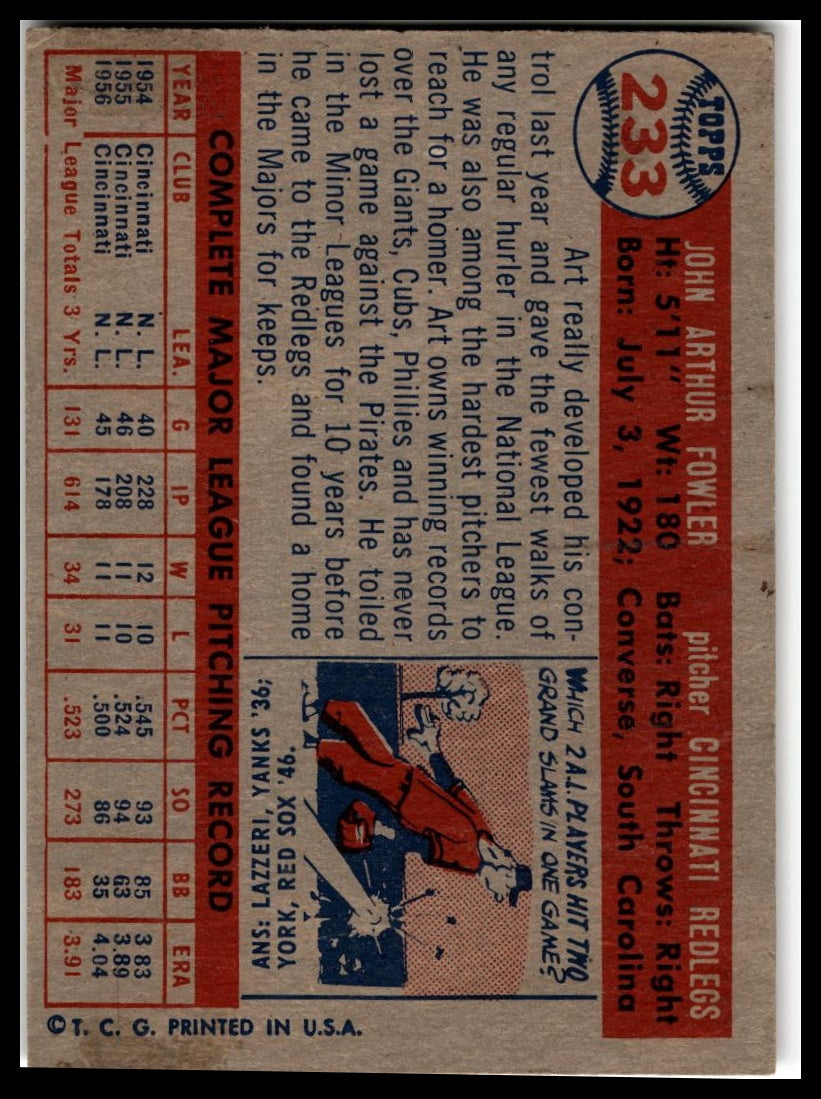 TOPPS
233
JOHN ARTHUR FOWLER pitcher CINCINNATI REDLEGS
Ht: 5'11" Wt: 180 Bats: Right Throws: Right
Born: July 3, 1922; Converse, South Carolina
Art really developed his con-
trol last year and gave the fewest walks of
any regular hurler in the National League.
He was also among the hardest pitchers to
reach for a homer. Art owns winning records
over the Giants, Cubs, Phillies and has never
lost a game against the Pirates. He toiled
in the Minor Leagues for 10 years before
he came to the Redlegs and found a home
in the Majors for keeps.
WHICH 2 A.L. PLAYERS HIT TWO
GRAND SLAMS IN ONE GAME?
ANS: LAZZERI, YANKS '36;
YORK, RED SOX '46.
COMPLETE MAJOR LEAGUE PITCHING RECORD
YEAR CLUB LEA. G IP W L PCT SO BB ERA
1954 Cincinnati N. L. 40 228 12 10 .545 93 85 3.83
1955 Cincinnati N. L. 46 208 11 10 .524 94 63 3.89
1956 Cincinnati N. L. 45 178 11 11 .500 86 35 4.04
Major League Totals 3 Yrs. 131 614 34 31 .523 273 183 3.91
© T. C. G. PRINTED IN U.S.A.